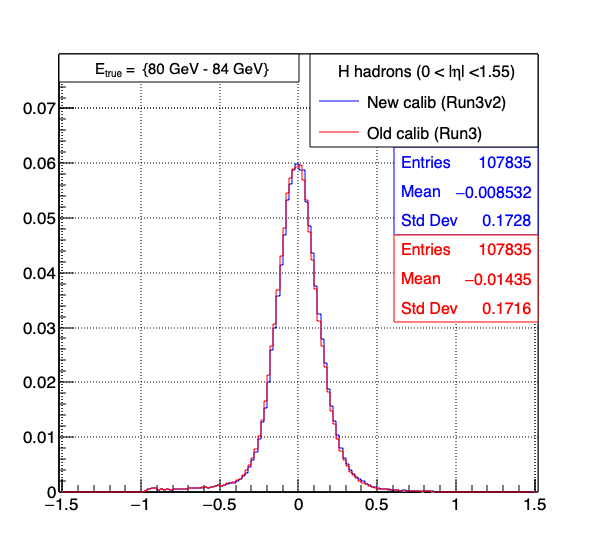 E_true = {80 GeV - 84 GeV}
H hadrons (0 < |η| <1.55)
New calib (Run3v2)
Old calib (Run3)
Entries 107835
Mean −0.008532
Std Dev 0.1728
Entries 107835
Mean −0.01435
Std Dev 0.1716
0.07
0.06
0.05
0.04
0.03
0.02
0.01
0
−1.5 −1 −0.5 0 0.5 1 1.5